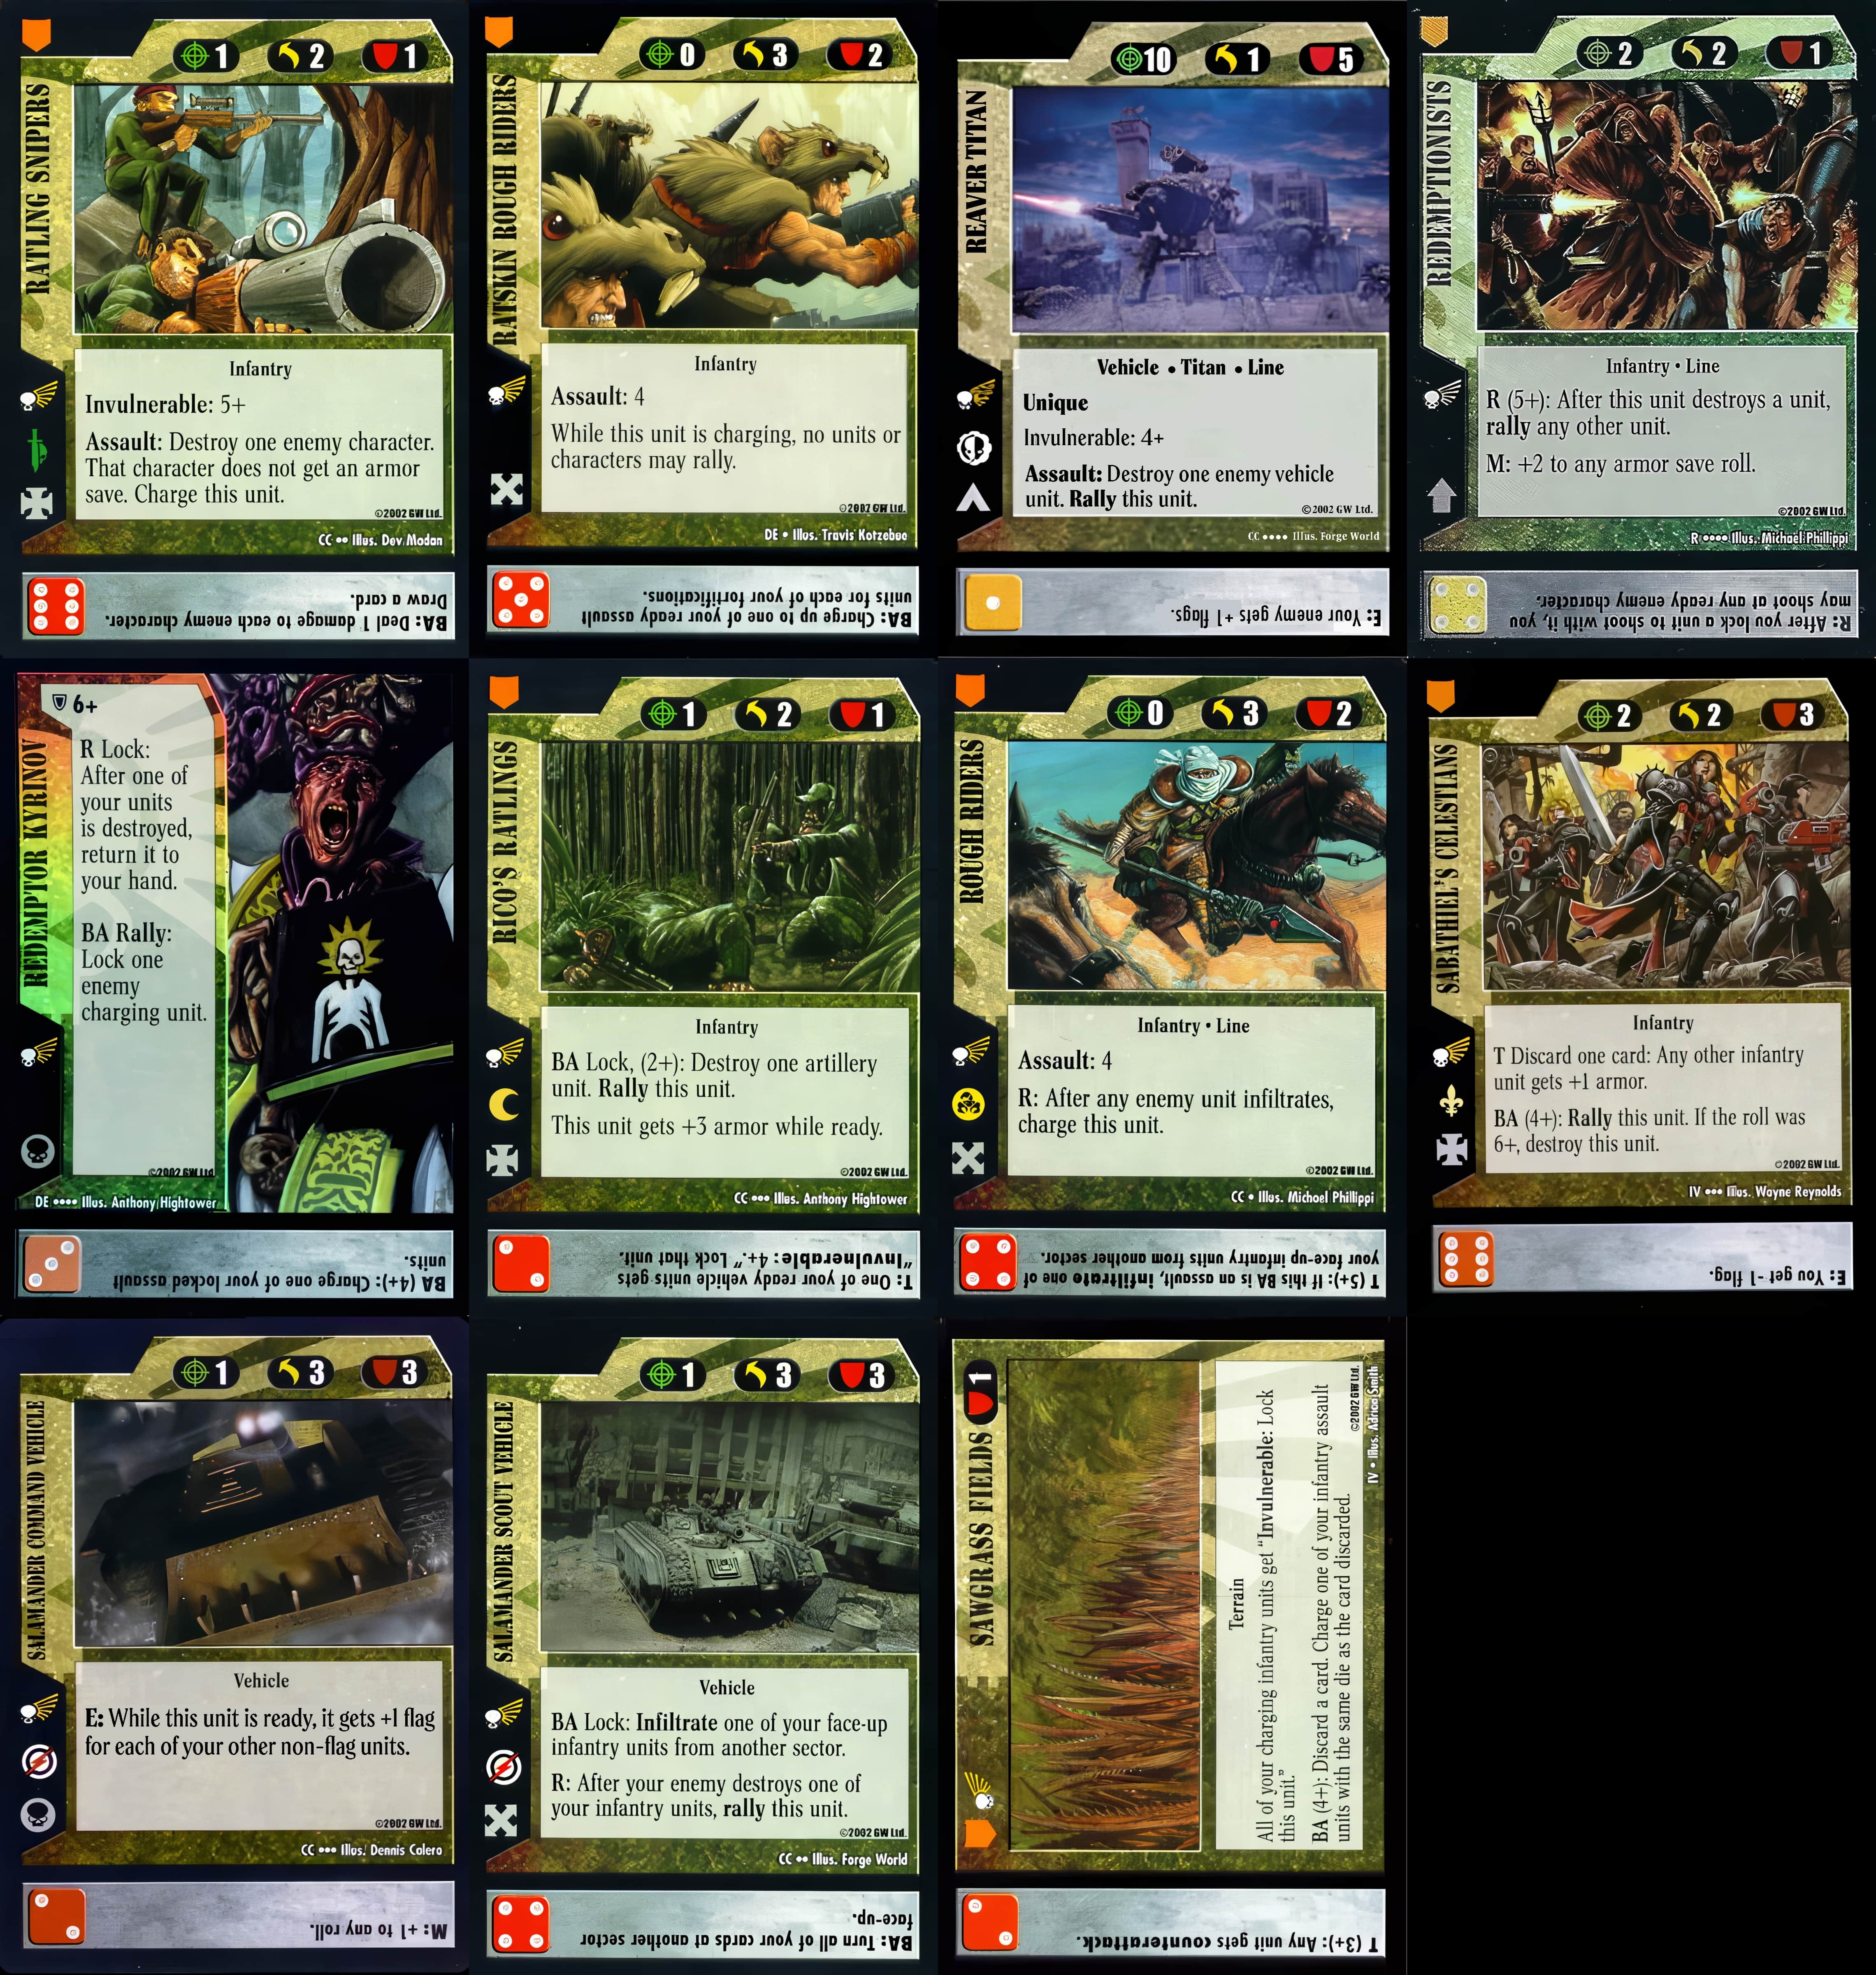 RATLING SNIPERS
1 2 1
Infantry
Invulnerable: 5+
Assault: Destroy one enemy character.
That character does not get an armor
save. Charge this unit.
©2002 GW Ltd.
CC •• Illus. Dev Madan
BA: Deal 1 damage to each enemy character.
Draw a card.
RATSKIN ROUGH RIDERS
0 3 2
Infantry
Assault: 4
While this unit is charging, no units or
characters may rally.
©2002 GW Ltd.
DE • Illus. Travis Kotzebue
BA: Charge up to one of your ready assault
units for each of your fortifications.
REAVER TITAN
10 1 5
Vehicle • Titan • Line
Unique
Invulnerable: 4+
Assault: Destroy one enemy vehicle
unit. Rally this unit.
©2002 GW Ltd.
CC •••• Illus. Forge World
E: Your enemy gets +1 flags.
REDEMPTIONISTS
2 2 1
Infantry • Line
R (5+): After this unit destroys a unit,
rally any other unit.
M: +2 to any armor save roll.
©2002 GW Ltd.
R •••• Illus. Michael Phillippi
R: After you lock a unit to shoot with it, you
may shoot at any ready enemy character.
REDEMPTOR KYRINOV
6+
R Lock:
After one of
your units
is destroyed,
return it to
your hand.
BA Rally:
Lock one
enemy
charging unit.
©2002 GW Ltd.
DE •••• Illus. Anthony Hightower
BA (4+): Charge one of your locked assault
units.
RICO'S RATLINGS
1 2 1
Infantry
BA Lock, (2+): Destroy one artillery
unit. Rally this unit.
This unit gets +3 armor while ready.
©2002 GW Ltd.
CC ••• Illus. Anthony Hightower
T: One of your ready vehicle units gets
"Invulnerable: 4+." Lock that unit.
ROUGH RIDERS
0 3 2
Infantry • Line
Assault: 4
R: After any enemy unit infiltrates,
charge this unit.
©2002 GW Ltd.
CC • Illus. Michael Phillippi
T (5+): If this BA is an assault, infiltrate one of
your face-up infantry units from another sector.
SABATHIEL'S CELESTIANS
2 2 3
Infantry
T Discard one card: Any other infantry
unit gets +1 armor.
BA (4+): Rally this unit. If the roll was
6+, destroy this unit.
©2002 GW Ltd.
IV ••• Illus. Wayne Reynolds
E: You get -1 flag.
SALAMANDER COMMAND VEHICLE
1 3 3
Vehicle
E: While this unit is ready, it gets +1 flag
for each of your other non-flag units.
©2002 GW Ltd.
CC ••• Illus. Dennis Calero
M: +1 to any roll.
SALAMANDER SCOUT VEHICLE
1 3 3
Vehicle
BA Lock: Infiltrate one of your face-up
infantry units from another sector.
R: After your enemy destroys one of
your infantry units, rally this unit.
©2002 GW Ltd.
CC •• Illus. Forge World
BA: Turn all of your cards at another sector
face-up.
SAWGRASS FIELDS
1
Terrain
All of your charging infantry units get "Invulnerable: Lock
this unit."
BA (4+): Discard a card. Charge one of your infantry assault
units with the same die as the card discarded.
©2002 GW Ltd.
IV • Illus. Adrian Smith
T (3+): Any unit gets counterattack.